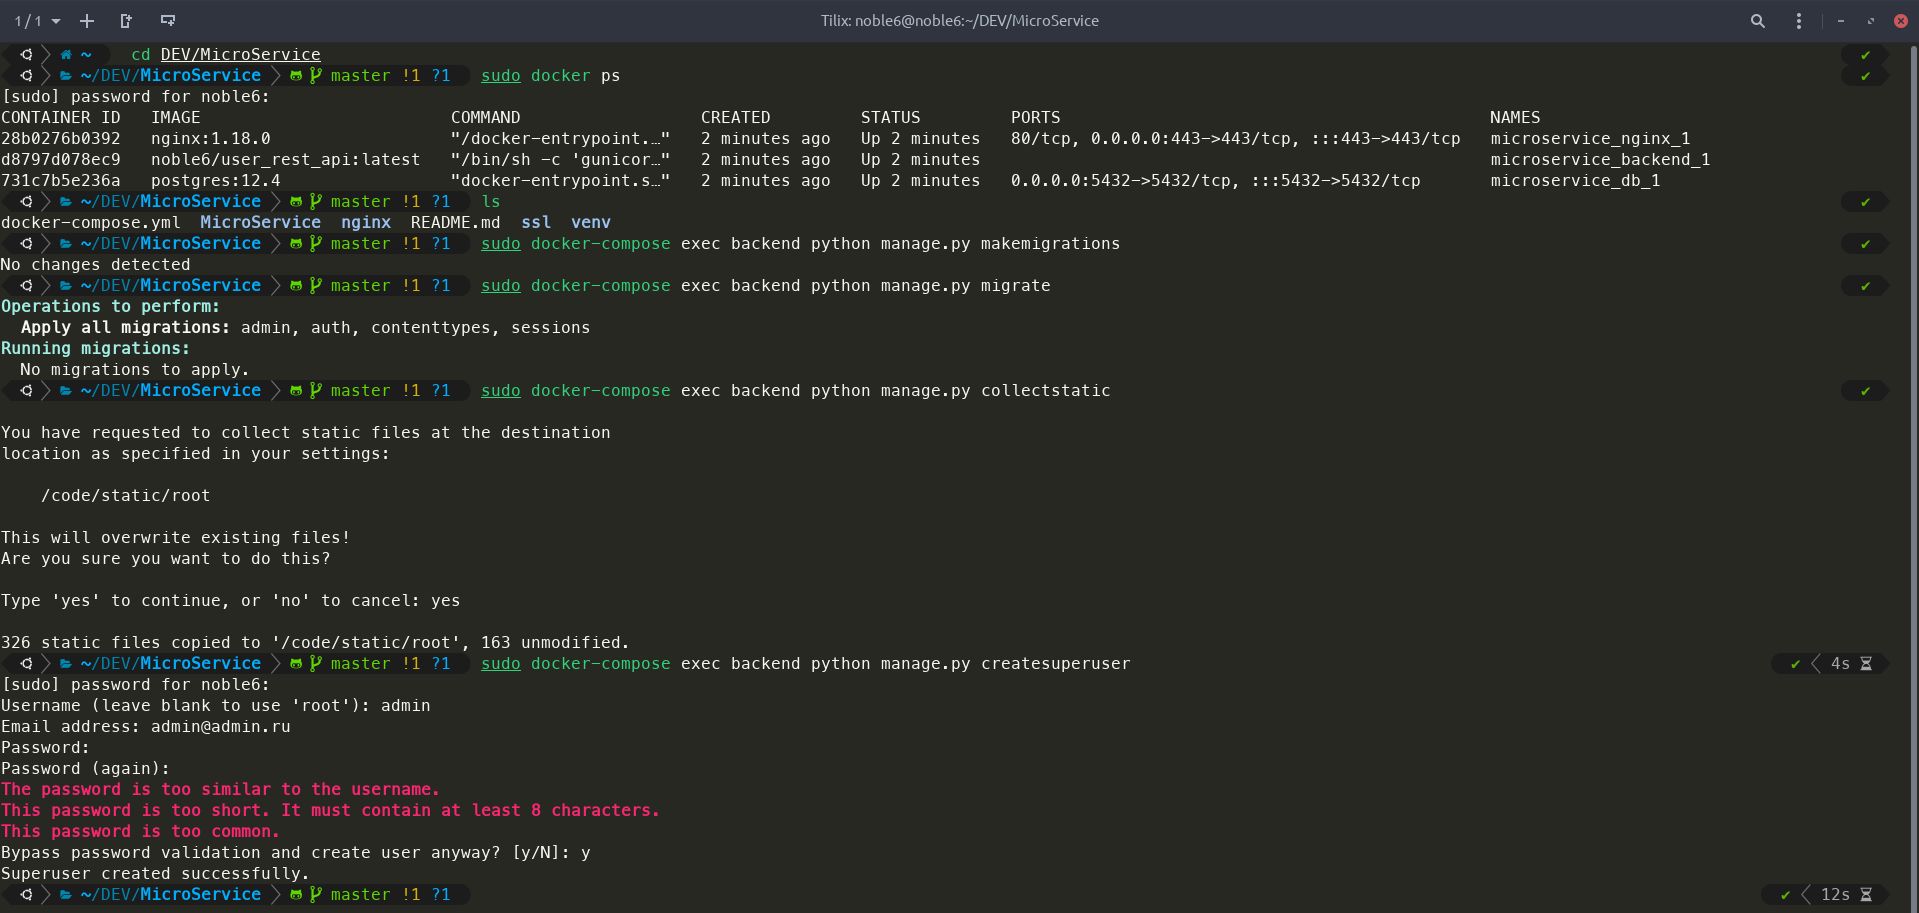 1 / 1 Tilix: noble6@noble6:~/DEV/MicroService
~ cd DEV/MicroService ✔
~/DEV/MicroService master !1 ?1 sudo docker ps ✔
[sudo] password for noble6:
CONTAINER ID IMAGE COMMAND CREATED STATUS PORTS NAMES
28b0276b0392 nginx:1.18.0 "/docker-entrypoint.…" 2 minutes ago Up 2 minutes 80/tcp, 0.0.0.0:443->443/tcp, :::443->443/tcp microservice_nginx_1
d8797d078ec9 noble6/user_rest_api:latest "/bin/sh -c 'gunicor…" 2 minutes ago Up 2 minutes microservice_backend_1
731c7b5e236a postgres:12.4 "docker-entrypoint.s…" 2 minutes ago Up 2 minutes 0.0.0.0:5432->5432/tcp, :::5432->5432/tcp microservice_db_1
~/DEV/MicroService master !1 ?1 ls ✔
docker-compose.yml MicroService nginx README.md ssl venv
~/DEV/MicroService master !1 ?1 sudo docker-compose exec backend python manage.py makemigrations ✔
No changes detected
~/DEV/MicroService master !1 ?1 sudo docker-compose exec backend python manage.py migrate ✔
Operations to perform:
Apply all migrations: admin, auth, contenttypes, sessions
Running migrations:
No migrations to apply.
~/DEV/MicroService master !1 ?1 sudo docker-compose exec backend python manage.py collectstatic ✔
You have requested to collect static files at the destination
location as specified in your settings:
/code/static/root
This will overwrite existing files!
Are you sure you want to do this?
Type 'yes' to continue, or 'no' to cancel: yes
326 static files copied to '/code/static/root', 163 unmodified.
~/DEV/MicroService master !1 ?1 sudo docker-compose exec backend python manage.py createsuperuser ✔ 4s
[sudo] password for noble6:
Username (leave blank to use 'root'): admin
Email address: admin@admin.ru
Password:
Password (again):
The password is too similar to the username.
This password is too short. It must contain at least 8 characters.
This password is too common.
Bypass password validation and create user anyway? [y/N]: y
Superuser created successfully.
~/DEV/MicroService master !1 ?1 ✔ 12s